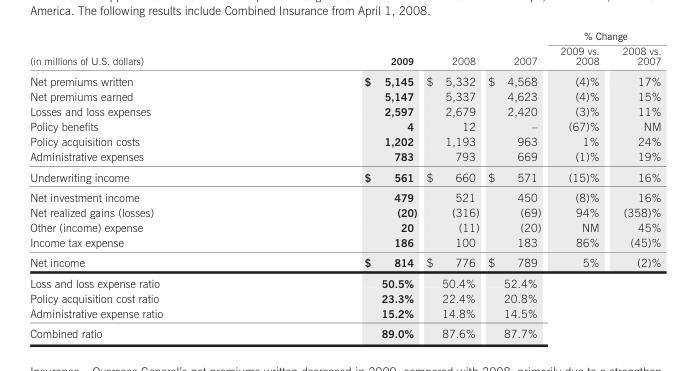 America. The following results include Combined Insurance from April 1, 2008.
% Change
2009 vs. 2008 vs.
(in millions of U.S. dollars) 2009 2008 2007 2008 2007
Net premiums written $ 5,145 $ 5,332 $ 4,568 (4)% 17%
Net premiums earned 5,147 5,337 4,623 (4)% 15%
Losses and loss expenses 2,597 2,679 2,420 (3)% 11%
Policy benefits 4 12 – (67)% NM
Policy acquisition costs 1,202 1,193 963 1% 24%
Administrative expenses 783 793 669 (1)% 19%
Underwriting income $ 561 $ 660 $ 571 (15)% 16%
Net investment income 479 521 450 (8)% 16%
Net realized gains (losses) (20) (316) (69) 94% (358)%
Other (income) expense 20 (11) (20) NM 45%
Income tax expense 186 100 183 86% (45)%
Net income $ 814 $ 776 $ 789 5% (2)%
Loss and loss expense ratio 50.5% 50.4% 52.4%
Policy acquisition cost ratio 23.3% 22.4% 20.8%
Administrative expense ratio 15.2% 14.8% 14.5%
Combined ratio 89.0% 87.6% 87.7%